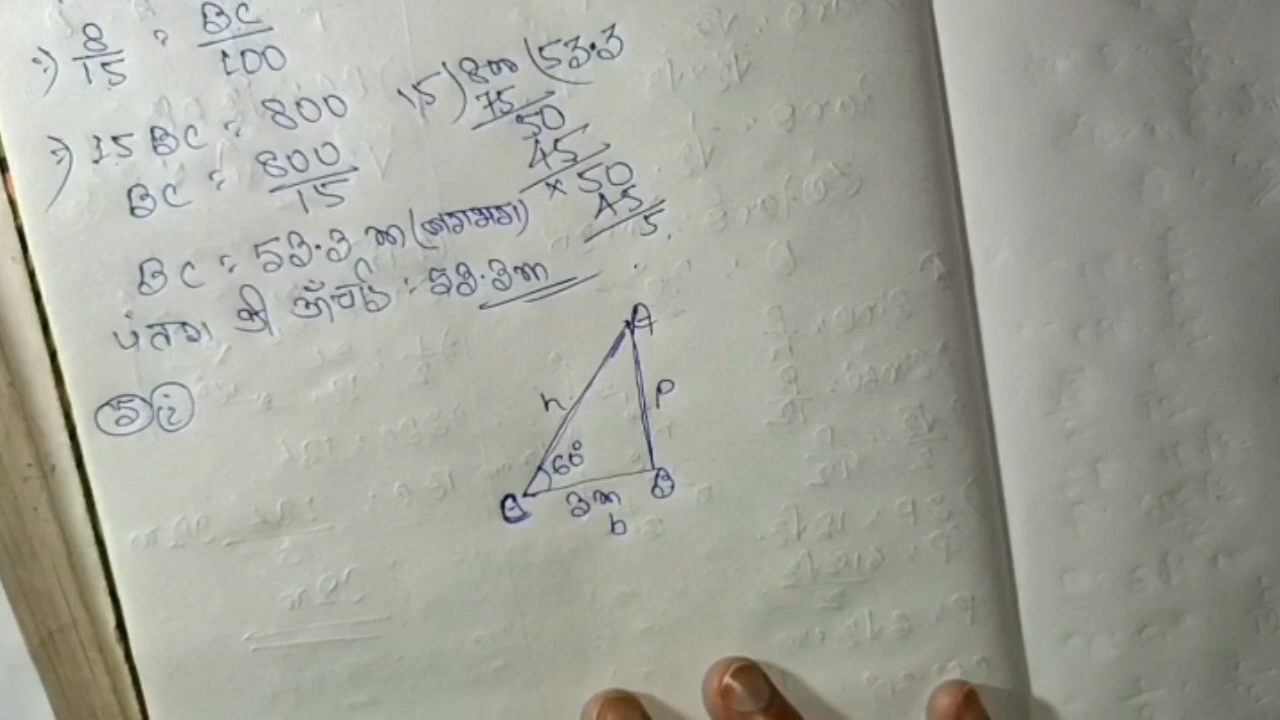 ⇒) 8/15 = BC/100
⇒) 15 BC = 800
BC = 800/15
15)800(53.3
75
50
45
×50
45
5
BC = 53.3 m (लगभग)
पतंग की ऊँचाई = 53.3m
5 i
A
h
P
60°
C
3m
B
b